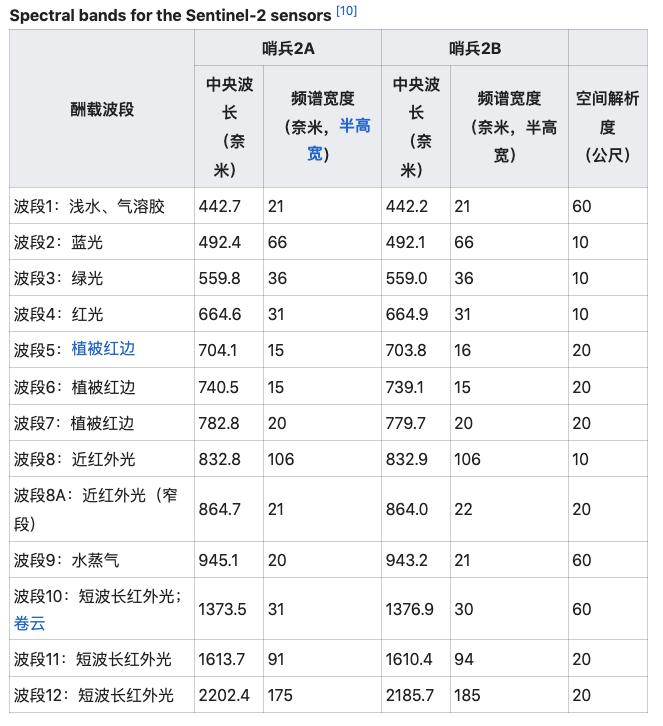 Spectral bands for the Sentinel-2 sensors [10]
酬载波段 哨兵2A 哨兵2B
中央波长（奈米） 频谱宽度（奈米，半高宽） 中央波长（奈米） 频谱宽度（奈米，半高宽） 空间解析度（公尺）
波段1：浅水、气溶胶 442.7 21 442.2 21 60
波段2：蓝光 492.4 66 492.1 66 10
波段3：绿光 559.8 36 559.0 36 10
波段4：红光 664.6 31 664.9 31 10
波段5：植被红边 704.1 15 703.8 16 20
波段6：植被红边 740.5 15 739.1 15 20
波段7：植被红边 782.8 20 779.7 20 20
波段8：近红外光 832.8 106 832.9 106 10
波段8A：近红外光（窄段） 864.7 21 864.0 22 20
波段9：水蒸气 945.1 20 943.2 21 60
波段10：短波长红外光；卷云 1373.5 31 1376.9 30 60
波段11：短波长红外光 1613.7 91 1610.4 94 20
波段12：短波长红外光 2202.4 175 2185.7 185 20